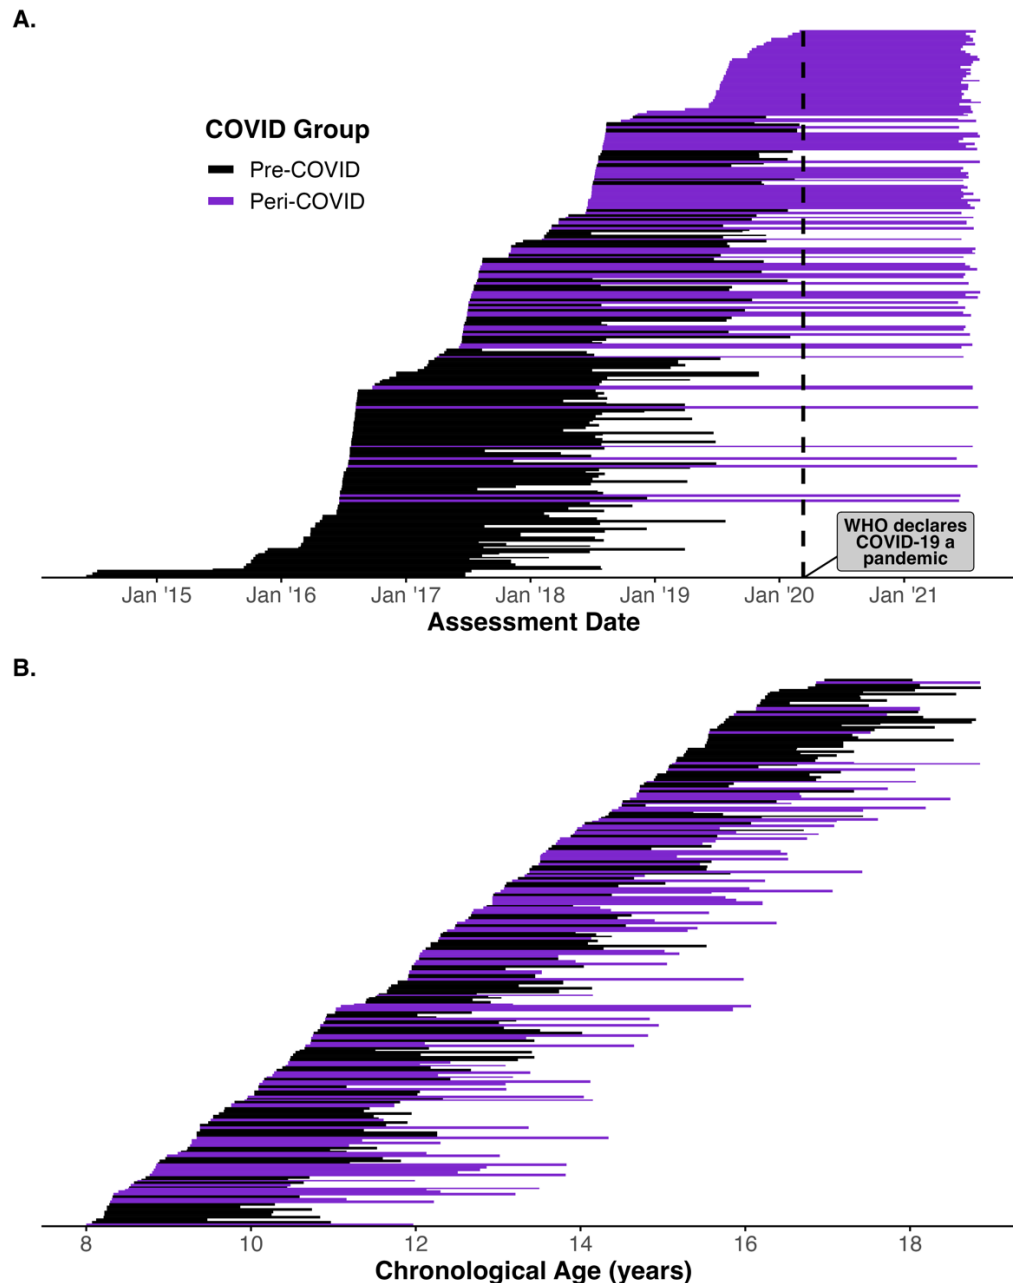 A.
COVID Group
Pre-COVID
Peri-COVID
WHO declares
COVID-19 a
pandemic
Jan '15 Jan '16 Jan '17 Jan '18 Jan '19 Jan '20 Jan '21
Assessment Date
B.
8 10 12 14 16 18
Chronological Age (years)